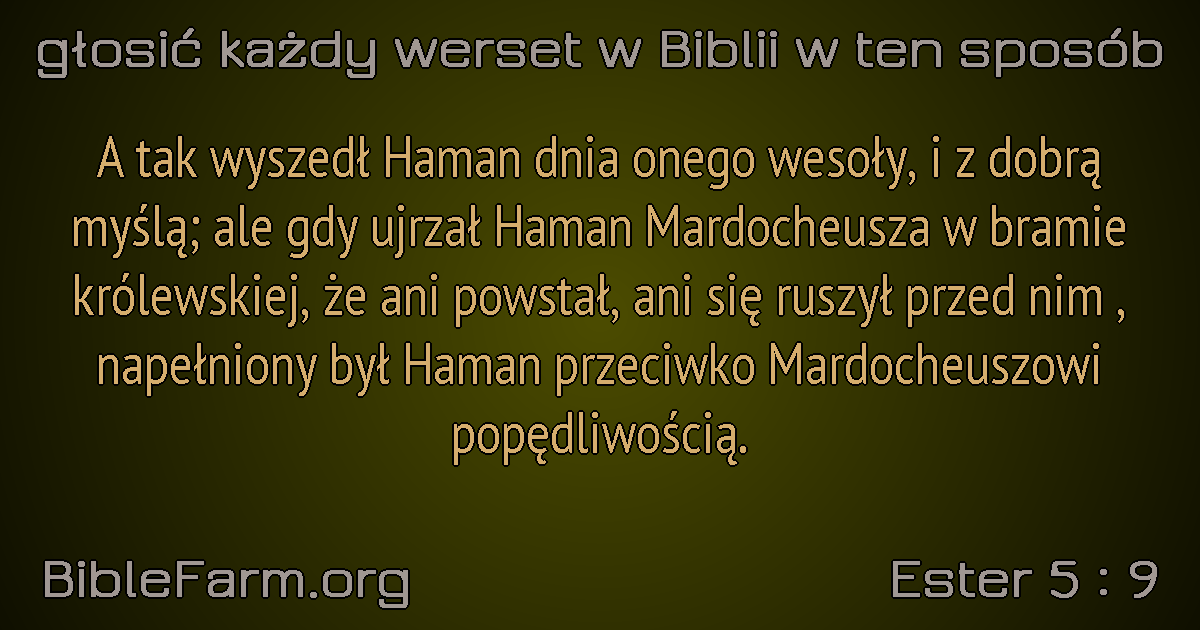 głosić każdy werset w Biblii w ten sposób
A tak wyszedł Haman dnia onego wesoły, i z dobrą
myślą; ale gdy ujrzał Haman Mardocheusza w bramie
królewskiej, że ani powstał, ani się ruszył przed nim ,
napełniony był Haman przeciwko Mardocheuszowi
popędliwością.
BibleFarm.org
Ester 5 : 9